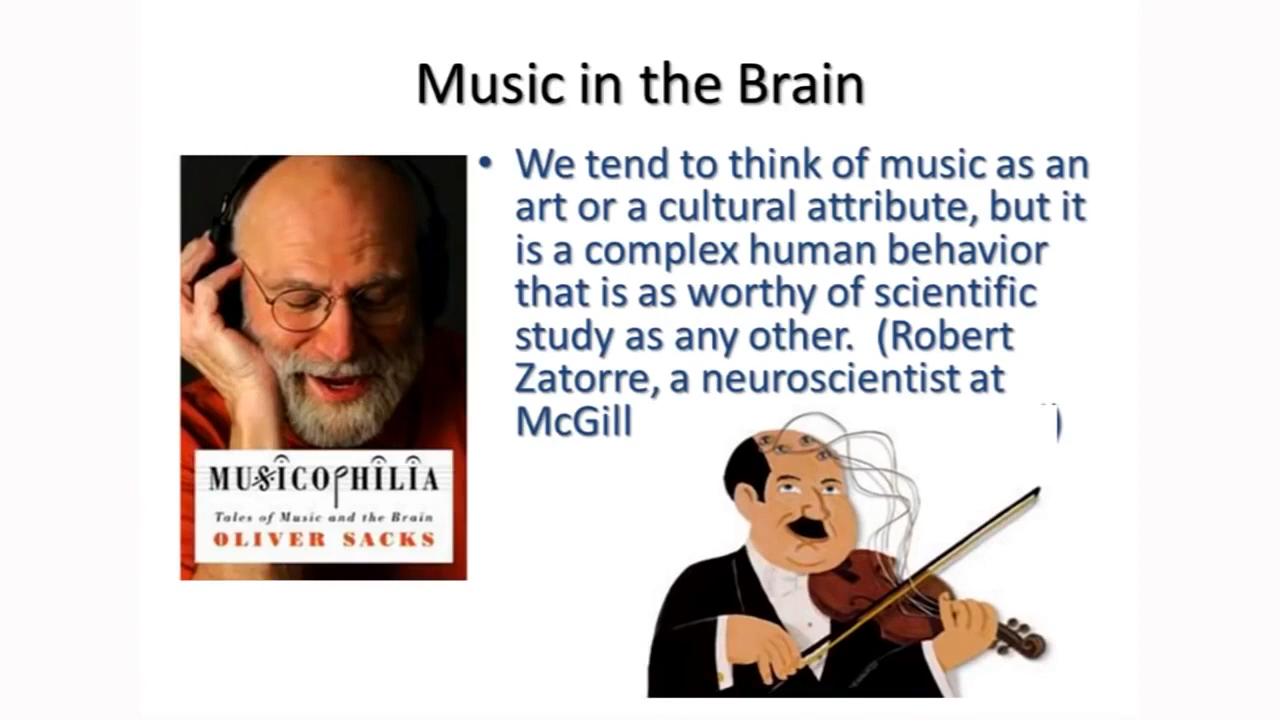 Music in the Brain
• We tend to think of music as an
art or a cultural attribute, but it
is a complex human behavior
that is as worthy of scientific
study as any other. (Robert
Zatorre, a neuroscientist at
McGill )
MUSICOPHILIA
Tales of Music and the Brain
OLIVER SACKS